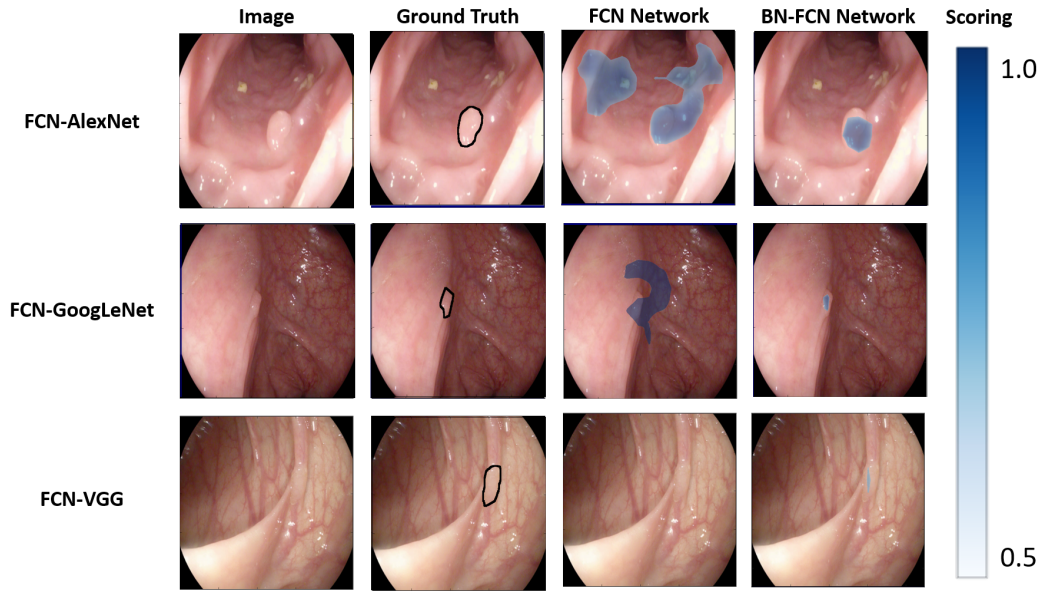 Image Ground Truth FCN Network BN-FCN Network Scoring
FCN-AlexNet
1.0
FCN-GoogLeNet
FCN-VGG
0.5